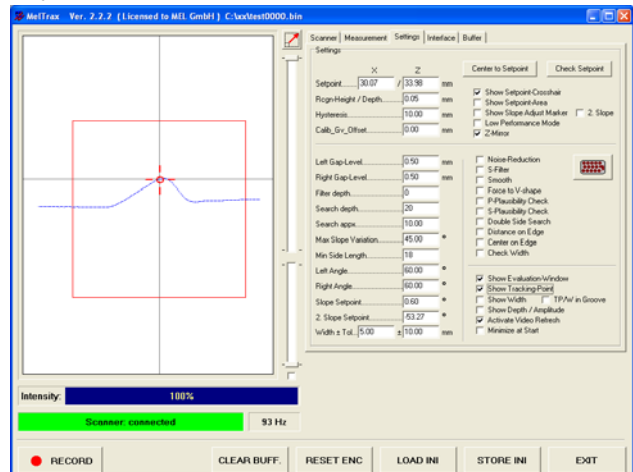 MelTrax Ver. 2.2.2 ( Licensed to MEL GmbH ) C:\xx\test0000.bin
Scanner Measurement Settings Interface Buffer
Settings
X Z
Setpoint 30.07 / 33.98 mm
Rcgn-Height / Depth 0.05 mm
Hysteresis 10.00 mm
Calib_Gv_Offset 0.00 mm
Center to Setpoint Check Setpoint
Show Setpoint-Crosshair
Show Setpoint-Area
Show Slope Adjust Marker 2. Slope
Low Performance Mode
Z-Mirror
Left Gap-Level 0.50 mm
Right Gap-Level 0.50 mm
Filter depth 0
Search depth 20
Search appx. 10.00
Max Slope Variation 45.00 °
Min Side Length 18
Left Angle 60.00 °
Right Angle 60.00 °
Slope Setpoint 0.60 °
2. Slope Setpoint -53.27 °
Width ± Tol. 5.00 ± 10.00 mm
Noise-Reduction
S-Filter
Smooth
Force to V-shape
P-Plausibility Check
S-Plausibility Check
Double Side Search
Distance on Edge
Center on Edge
Check Width
Show Evaluation-Window
Show Tracking-Point
Show Width TP/W in Groove
Show Depth / Amplitude
Activate Video Refresh
Minimize at Start
Intensity: 100%
Scanner: connected 93 Hz
RECORD CLEAR BUFF. RESET ENC LOAD INI STORE INI EXIT